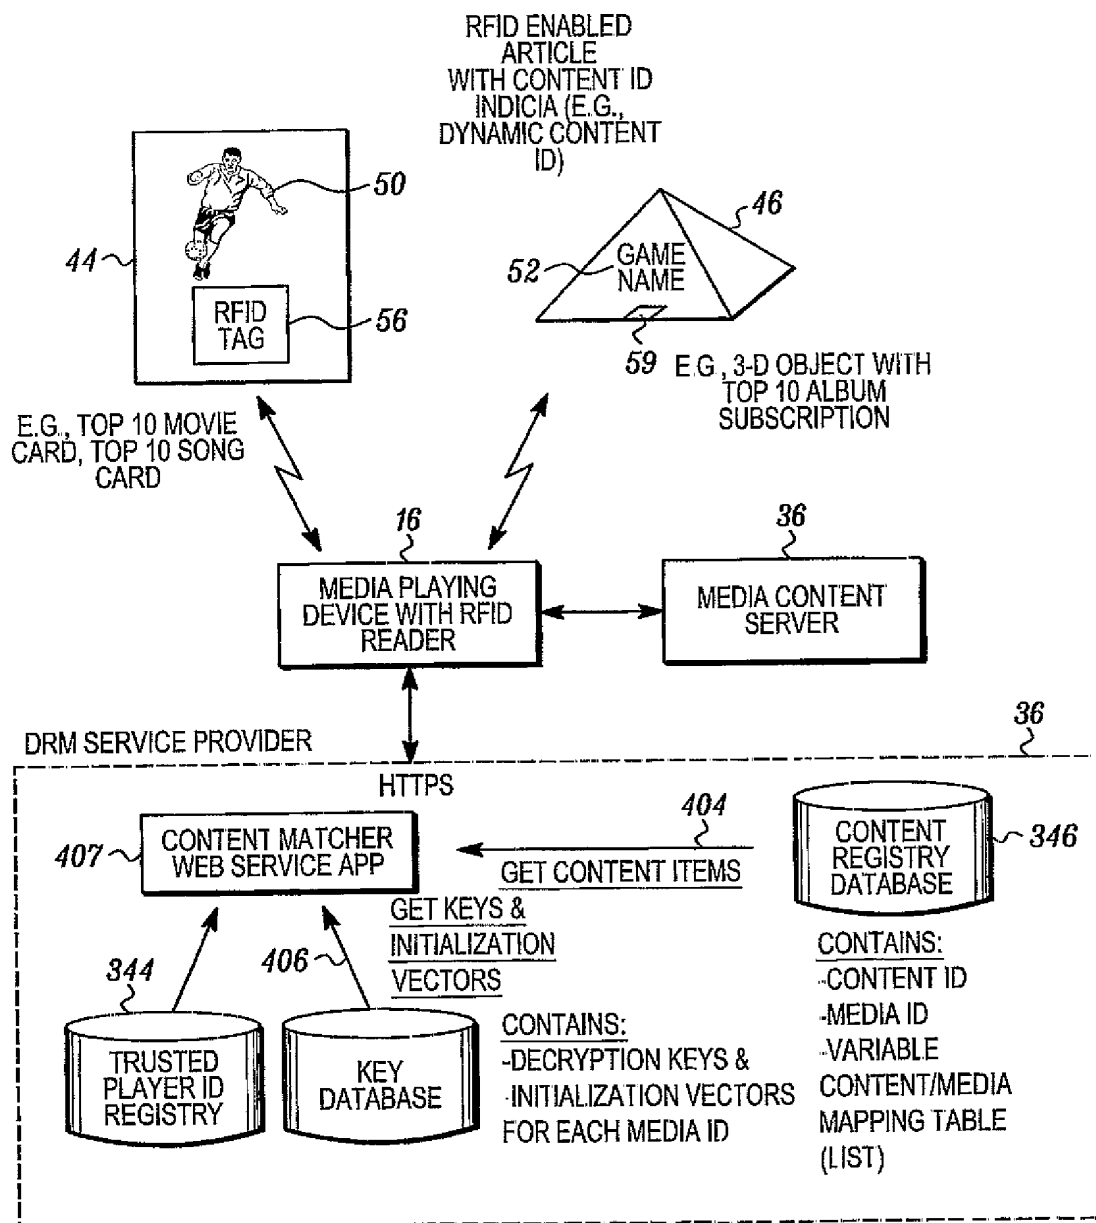 RFID ENABLED
ARTICLE
WITH CONTENT ID
INDICIA (E.G.,
DYNAMIC CONTENT
ID)
50
44
RFID
TAG
56
46
52
GAME
NAME
59
E.G., 3-D OBJECT WITH
TOP 10 ALBUM
SUBSCRIPTION
E.G., TOP 10 MOVIE
CARD, TOP 10 SONG
CARD
16
MEDIA PLAYING
DEVICE WITH RFID
READER
36
MEDIA CONTENT
SERVER
DRM SERVICE PROVIDER
36
HTTPS
407
CONTENT MATCHER
WEB SERVICE APP
404
GET CONTENT ITEMS
CONTENT
REGISTRY
DATABASE
346
GET KEYS &
INITIALIZATION
VECTORS
406
344
TRUSTED
PLAYER ID
REGISTRY
KEY
DATABASE
CONTAINS:
-DECRYPTION KEYS &
-INITIALIZATION VECTORS
FOR EACH MEDIA ID
CONTAINS:
-CONTENT ID
-MEDIA ID
-VARIABLE
CONTENT/MEDIA
MAPPING TABLE
(LIST)